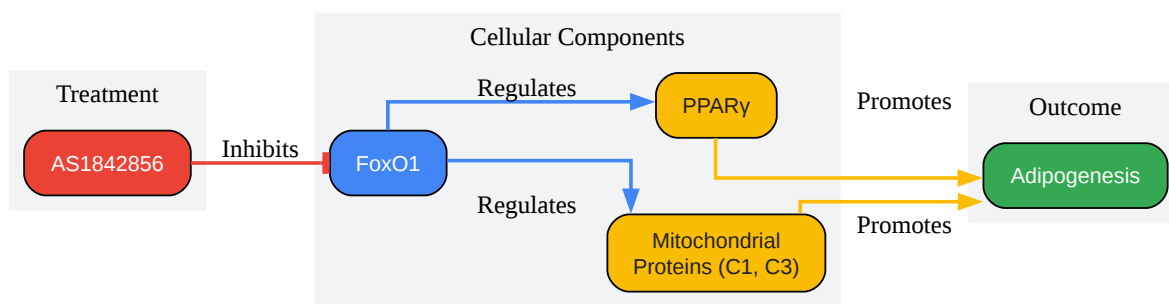 Cellular Components
Treatment
AS1842856
Inhibits
FoxO1
Regulates
Regulates
PPARγ
Mitochondrial
Proteins (C1, C3)
Promotes
Promotes
Outcome
Adipogenesis